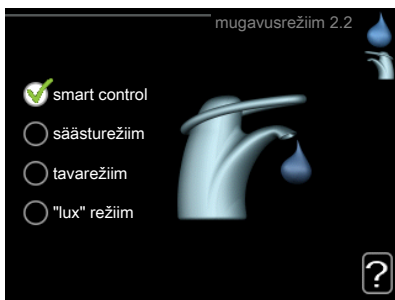 mugavusrežiim 2.2
smart control
säästurežiim
tavarežiim
"lux" režiim
?